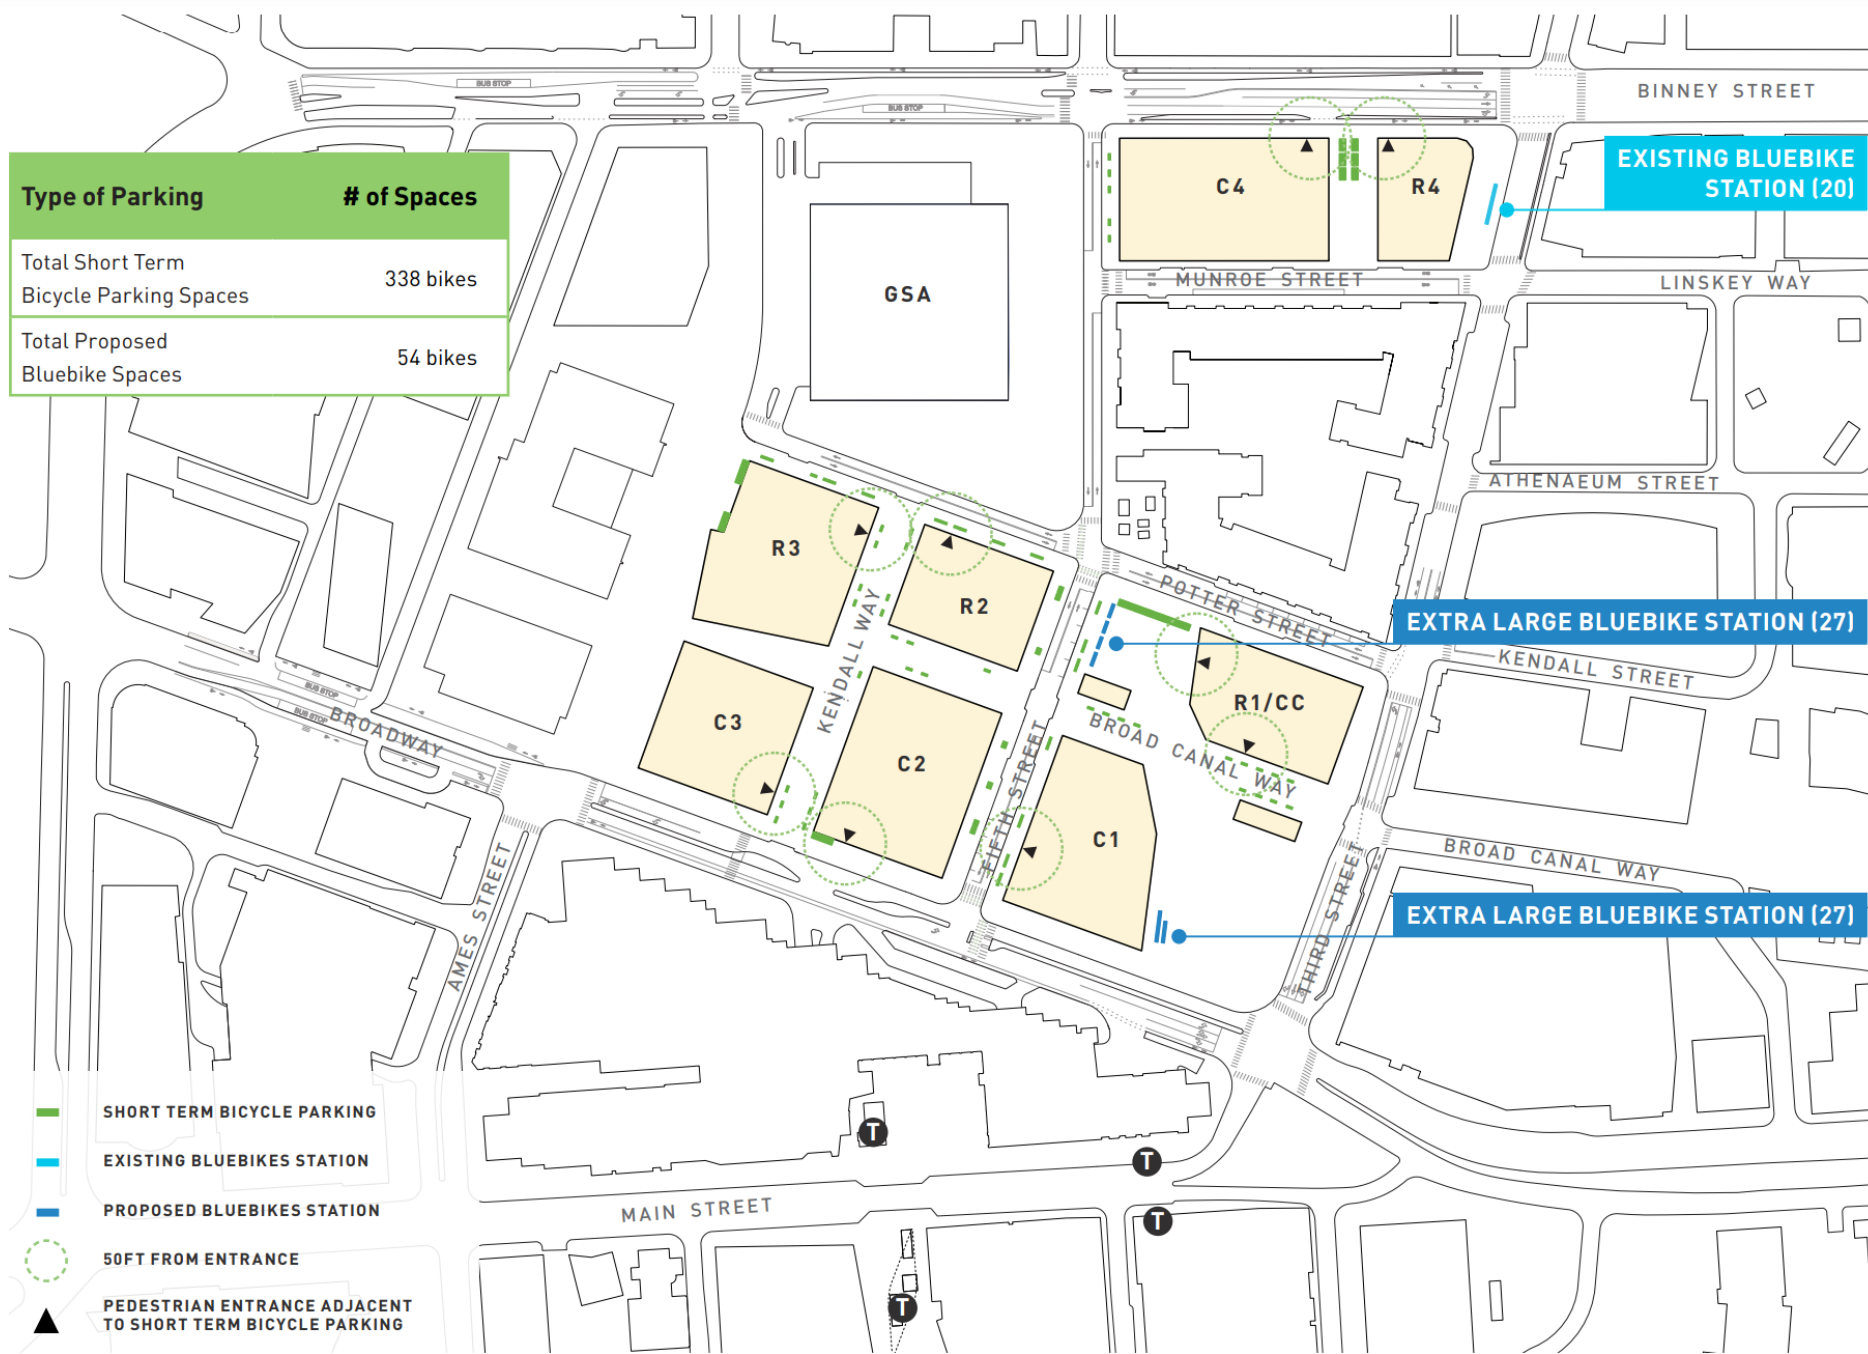 BINNEY STREET
BUS STOP
BUS STOP
EXISTING BLUEBIKE
STATION (20)
Type of Parking # of Spaces
Total Short Term
Bicycle Parking Spaces
338 bikes
Total Proposed
Bluebike Spaces
54 bikes
C4
R4
MUNROE STREET
LINSKEY WAY
GSA
ATHENAEUM STREET
R3
R2
KENDALL WAY
POTTER STREET
EXTRA LARGE BLUEBIKE STATION (27)
KENDALL STREET
R1/CC
BUS STOP
BUS STOP
BROADWAY
C3
C2
FIFTH STREET
BROAD CANAL WAY
C1
BROAD CANAL WAY
AMES STREET
THIRD STREET
EXTRA LARGE BLUEBIKE STATION (27)
SHORT TERM BICYCLE PARKING
EXISTING BLUEBIKES STATION
PROPOSED BLUEBIKES STATION
50FT FROM ENTRANCE
PEDESTRIAN ENTRANCE ADJACENT
TO SHORT TERM BICYCLE PARKING
T
T
MAIN STREET
T
T